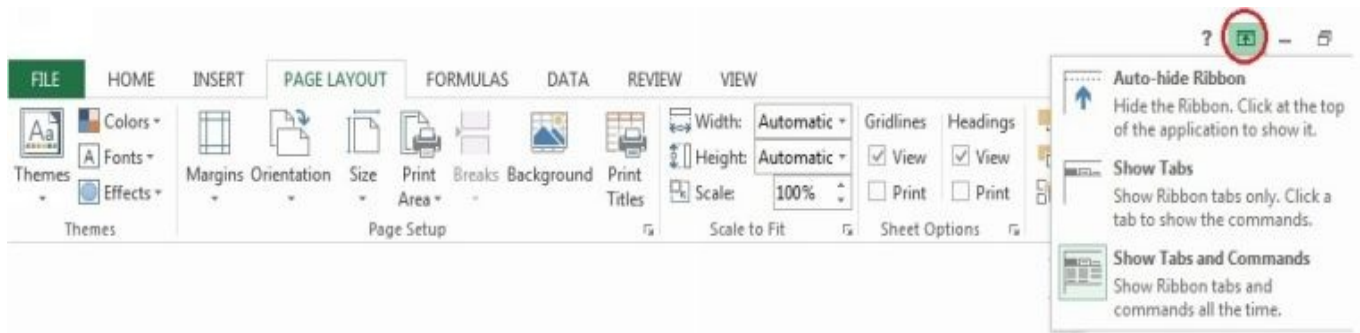 ?
FILE HOME INSERT PAGE LAYOUT FORMULAS DATA REVIEW VIEW
Aa
Themes
Colors
A Fonts
Effects
Themes
Margins
Orientation
Size
Print
Area
Breaks
Background
Print
Titles
Page Setup
Width: Automatic
Height: Automatic
Scale: 100%
Scale to Fit
Gridlines
View
Print
Headings
View
Print
Sheet Options
Auto-hide Ribbon
Hide the Ribbon. Click at the top
of the application to show it.
Show Tabs
Show Ribbon tabs only. Click a
tab to show the commands.
Show Tabs and Commands
Show Ribbon tabs and
commands all the time.